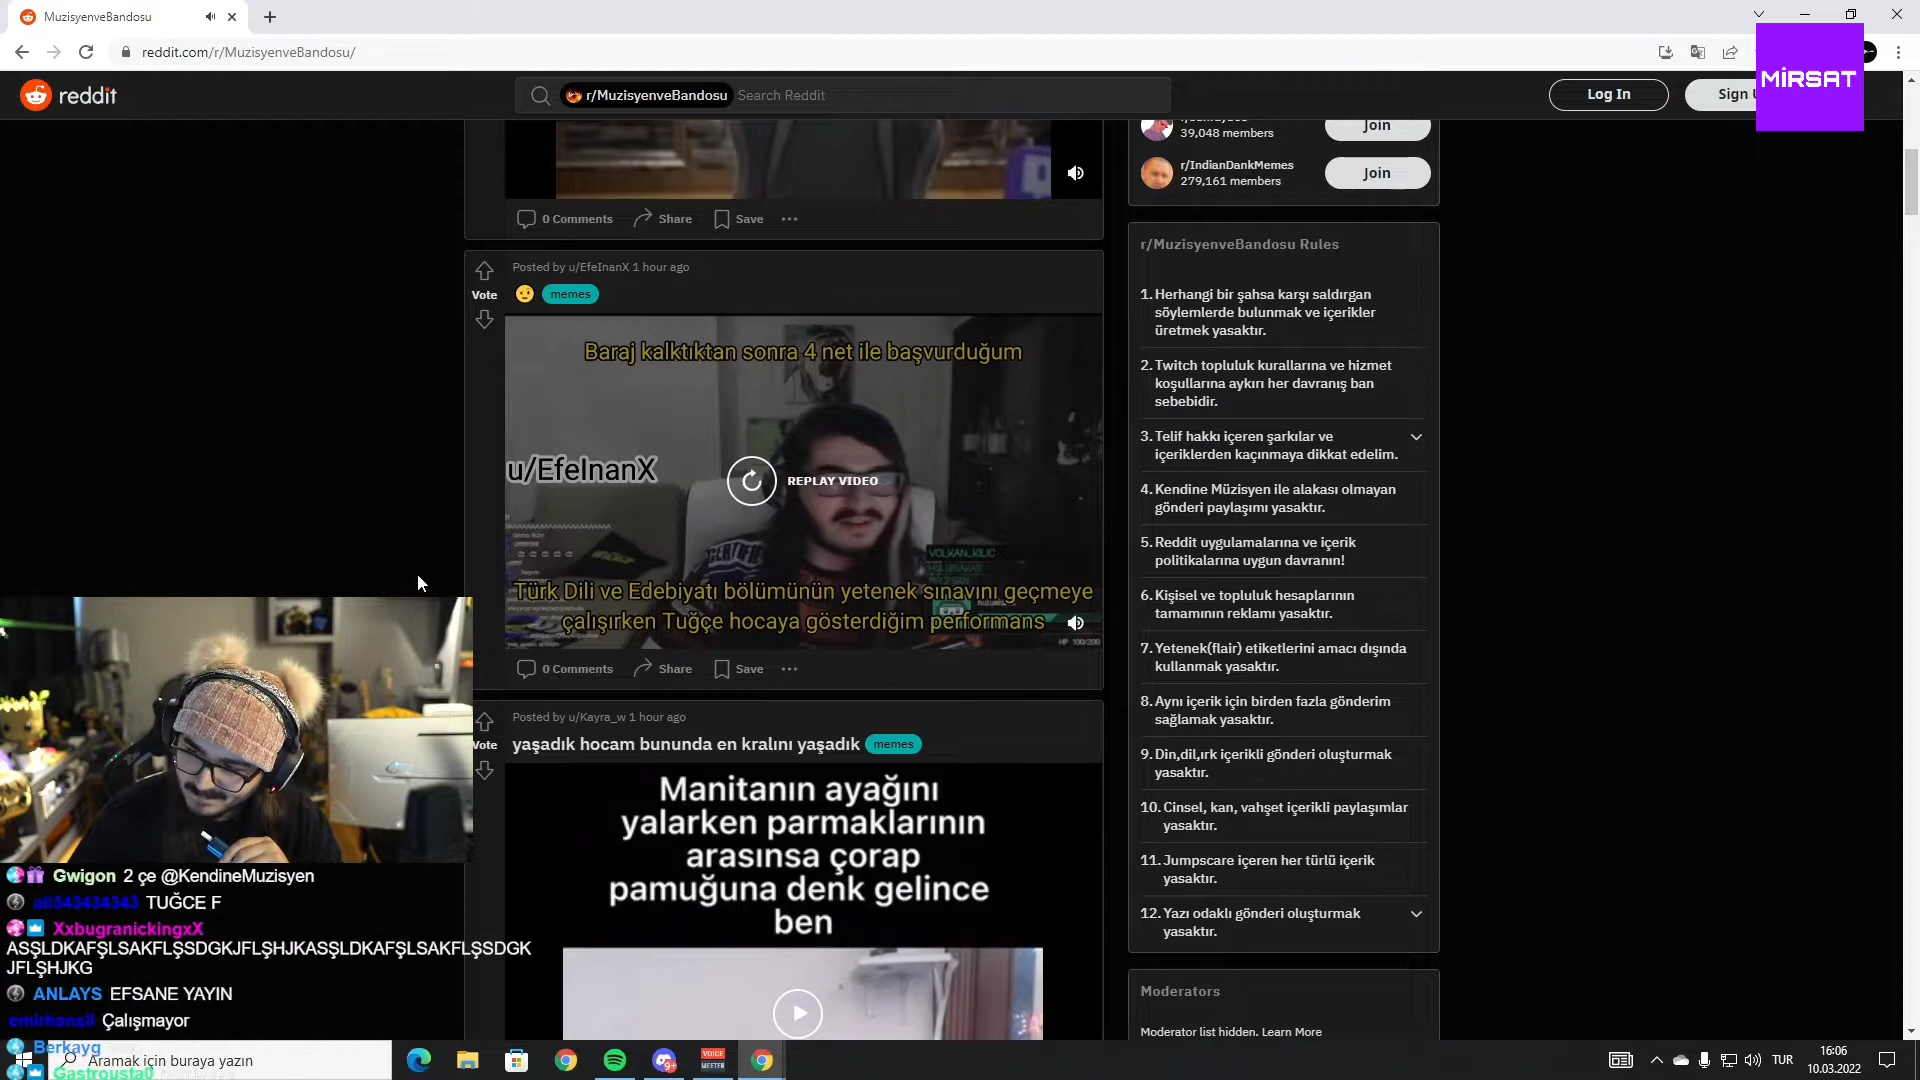 MuzisyenveBandosu
reddit.com/r/MuzisyenveBandosu/
MİRSAT
reddit
r/MuzisyenveBandosu
Search Reddit
Log In
Sign
39,048 members
Join
r/IndianDankMemes
279,161 members
Join
0 Comments
Share
Save
r/MuzisyenveBandosu Rules
1. Herhangi bir şahsa karşı saldırgan
söylemlerde bulunmak ve içerikler
üretmek yasaktır.
2. Twitch topluluk kurallarına ve hizmet
koşullarına aykırı her davranış ban
sebebidir.
3. Telif hakkı içeren şarkılar ve
içeriklerden kaçınmaya dikkat edelim.
4. Kendine Müzisyen ile alakası olmayan
gönderi paylaşımı yasaktır.
5. Reddit uygulamalarına ve içerik
politikalarına uygun davranın!
6. Kişisel ve topluluk hesaplarının
tamamının reklamı yasaktır.
7. Yetenek(flair) etiketlerini amacı dışında
kullanmak yasaktır.
8. Aynı içerik için birden fazla gönderim
sağlamak yasaktır.
9. Din,dil,ırk içerikli gönderi oluşturmak
yasaktır.
10. Cinsel, kan, vahşet içerikli paylaşımlar
yasaktır.
11. Jumpscare içeren her türlü içerik
yasaktır.
12. Yazı odaklı gönderi oluşturmak
yasaktır.
Moderators
Moderator list hidden. Learn More
Posted by u/EfeInanX 1 hour ago
Vote
memes
Baraj kalktıktan sonra 4 net ile başvurduğum
u/EfeInanX
REPLAY VIDEO
VOLKAN_KILIC
Türk Dili ve Edebiyatı bölümünün yetenek sınavını geçmeye
çalışırken Tuğçe hocaya gösterdiğim performans
HP 100/200
0 Comments
Share
Save
Posted by u/Kayra_w 1 hour ago
Vote
yaşadık hocam bununda en kralını yaşadık
memes
Manitanın ayağını
yalarken parmaklarının
arasınsa çorap
pamuğuna denk gelince
ben
Gwigon 2 çe @KendineMuzisyen
ali343434343 TUĞCE F
XxbugranickingxX
ASŞLDKAFŞLSAKFLŞSDGKJFLŞHJKASŞLDKAFŞLSAKFLŞSDGK
JFLŞHJKG
ANLAYS EFSANE YAYIN
Çalışmayor
Berkayg
Gastrousta0
Aramak için buraya yazın
VOICE
MEETER
9+
TUR
16:06
10.03.2022